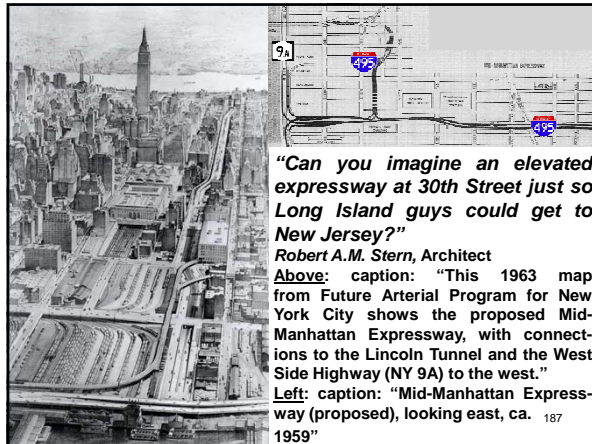 9A
495
495
“Can you imagine an elevated
expressway at 30th Street just so
Long Island guys could get to
New Jersey?”
Robert A.M. Stern, Architect
Above: caption: “This 1963 map
from Future Arterial Program for New
York City shows the proposed Mid-
Manhattan Expressway, with connect-
ions to the Lincoln Tunnel and the West
Side Highway (NY 9A) to the west.”
Left: caption: “Mid-Manhattan Express-
way (proposed), looking east, ca.
1959”
187